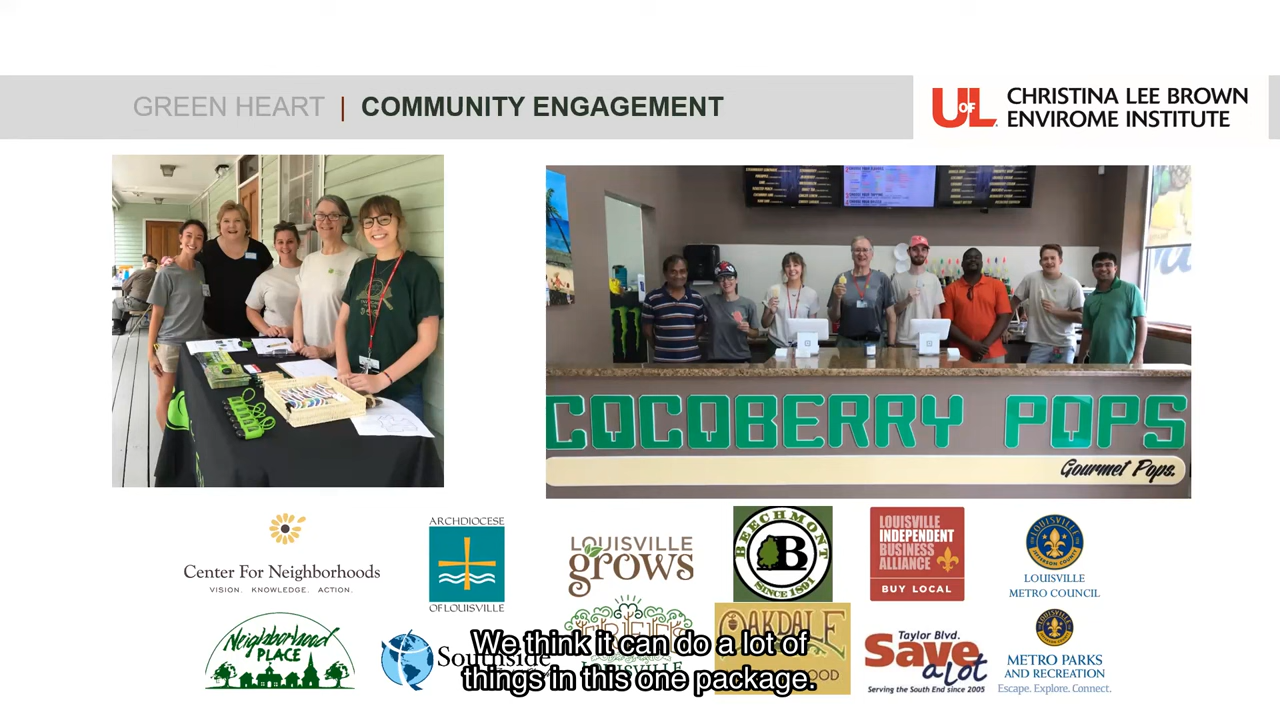 GREEN HEART | COMMUNITY ENGAGEMENT
UOFL CHRISTINA LEE BROWN
ENVIROME INSTITUTE
COCOBERRY POPS
Gourmet Pops.
Center For Neighborhoods
VISION. KNOWLEDGE. ACTION.
ARCHDIOCESE
OF LOUISVILLE
LOUISVILLE
grows
BEECHMONT
B
SINCE 1891
LOUISVILLE
INDEPENDENT
BUSINESS
ALLIANCE
BUY LOCAL
LOUISVILLE
METRO COUNCIL
Neighborhood
PLACE
Southside
LOUISVILLE
OAKDALE
Taylor Blvd.
Save
a lot
Serving the South End since 2005
METRO PARKS
AND RECREATION
Escape. Explore. Connect.
We think it can do a lot of
things in this one package.